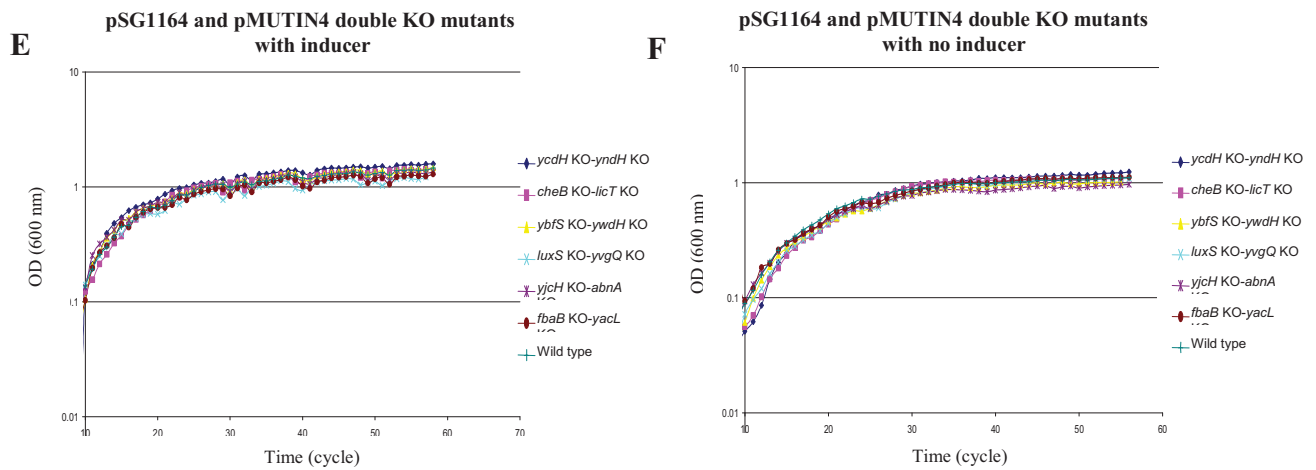 E
pSG1164 and pMUTIN4 double KO mutants
with inducer
10
1
0.1
0.01
10 20 30 40 50 60 70
OD (600 nm)
Time (cycle)
ycdH KO-yndH KO
cheB KO-licT KO
ybfS KO-ywdH KO
luxS KO-yvgQ KO
yjcH KO-abnA
fbaB KO-yacL
Wild type
F
pSG1164 and pMUTIN4 double KO mutants
with no inducer
10
1
0.1
0.01
10 20 30 40 50 60
OD (600 nm)
Time (cycle)
ycdH KO-yndH KO
cheB KO-licT KO
ybfS KO-ywdH KO
luxS KO-yvgQ KO
yjcH KO-abnA
fbaB KO-yacL
Wild type